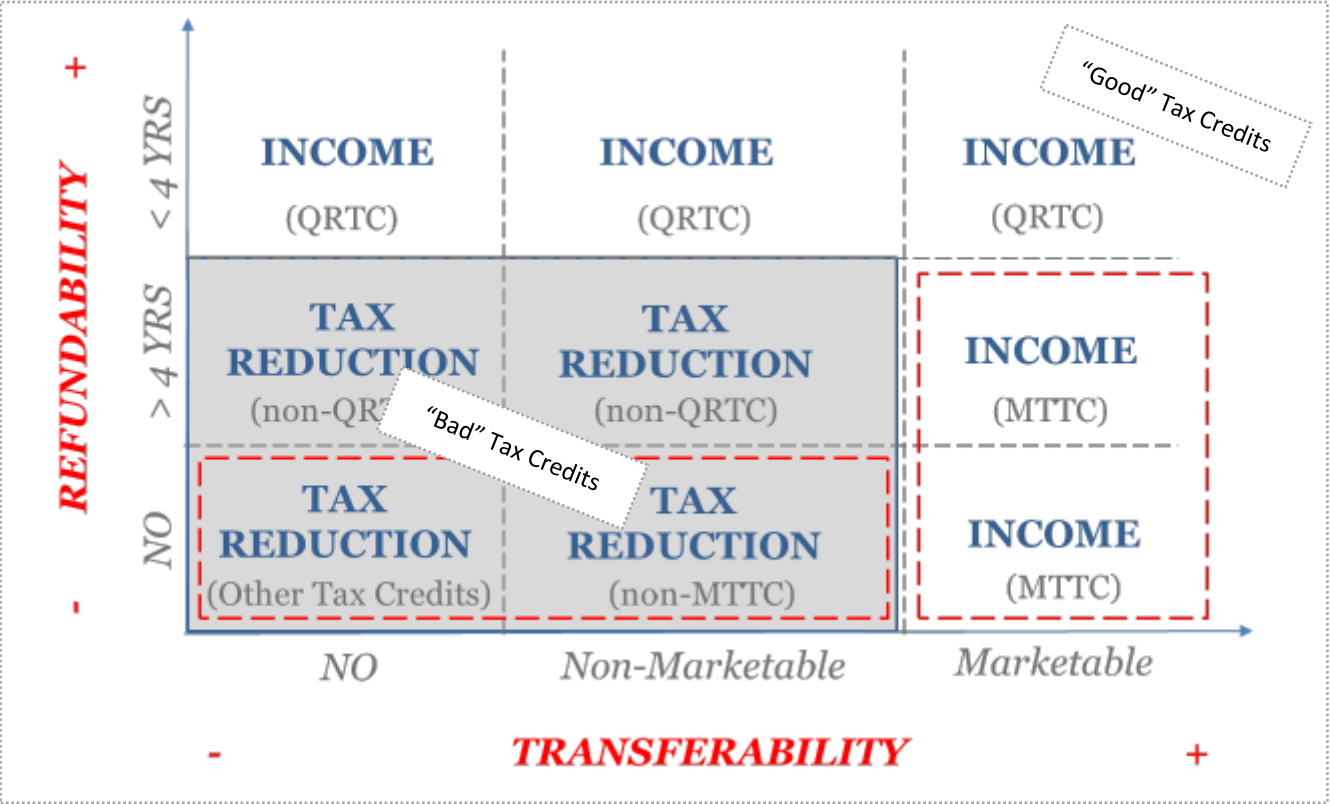 +
REFUNDABILITY
-
< 4 YRS
> 4 YRS
NO
"Good" Tax Credits
INCOME
(QRTC)
INCOME
(QRTC)
INCOME
(QRTC)
TAX
REDUCTION
(non-QRT
TAX
REDUCTION
(non-QRTC)
INCOME
(MTTC)
"Bad" Tax Credits
TAX
REDUCTION
(Other Tax Credits)
TAX
REDUCTION
(non-MTTC)
INCOME
(MTTC)
NO
Non-Marketable
Marketable
-
TRANSFERABILITY
+